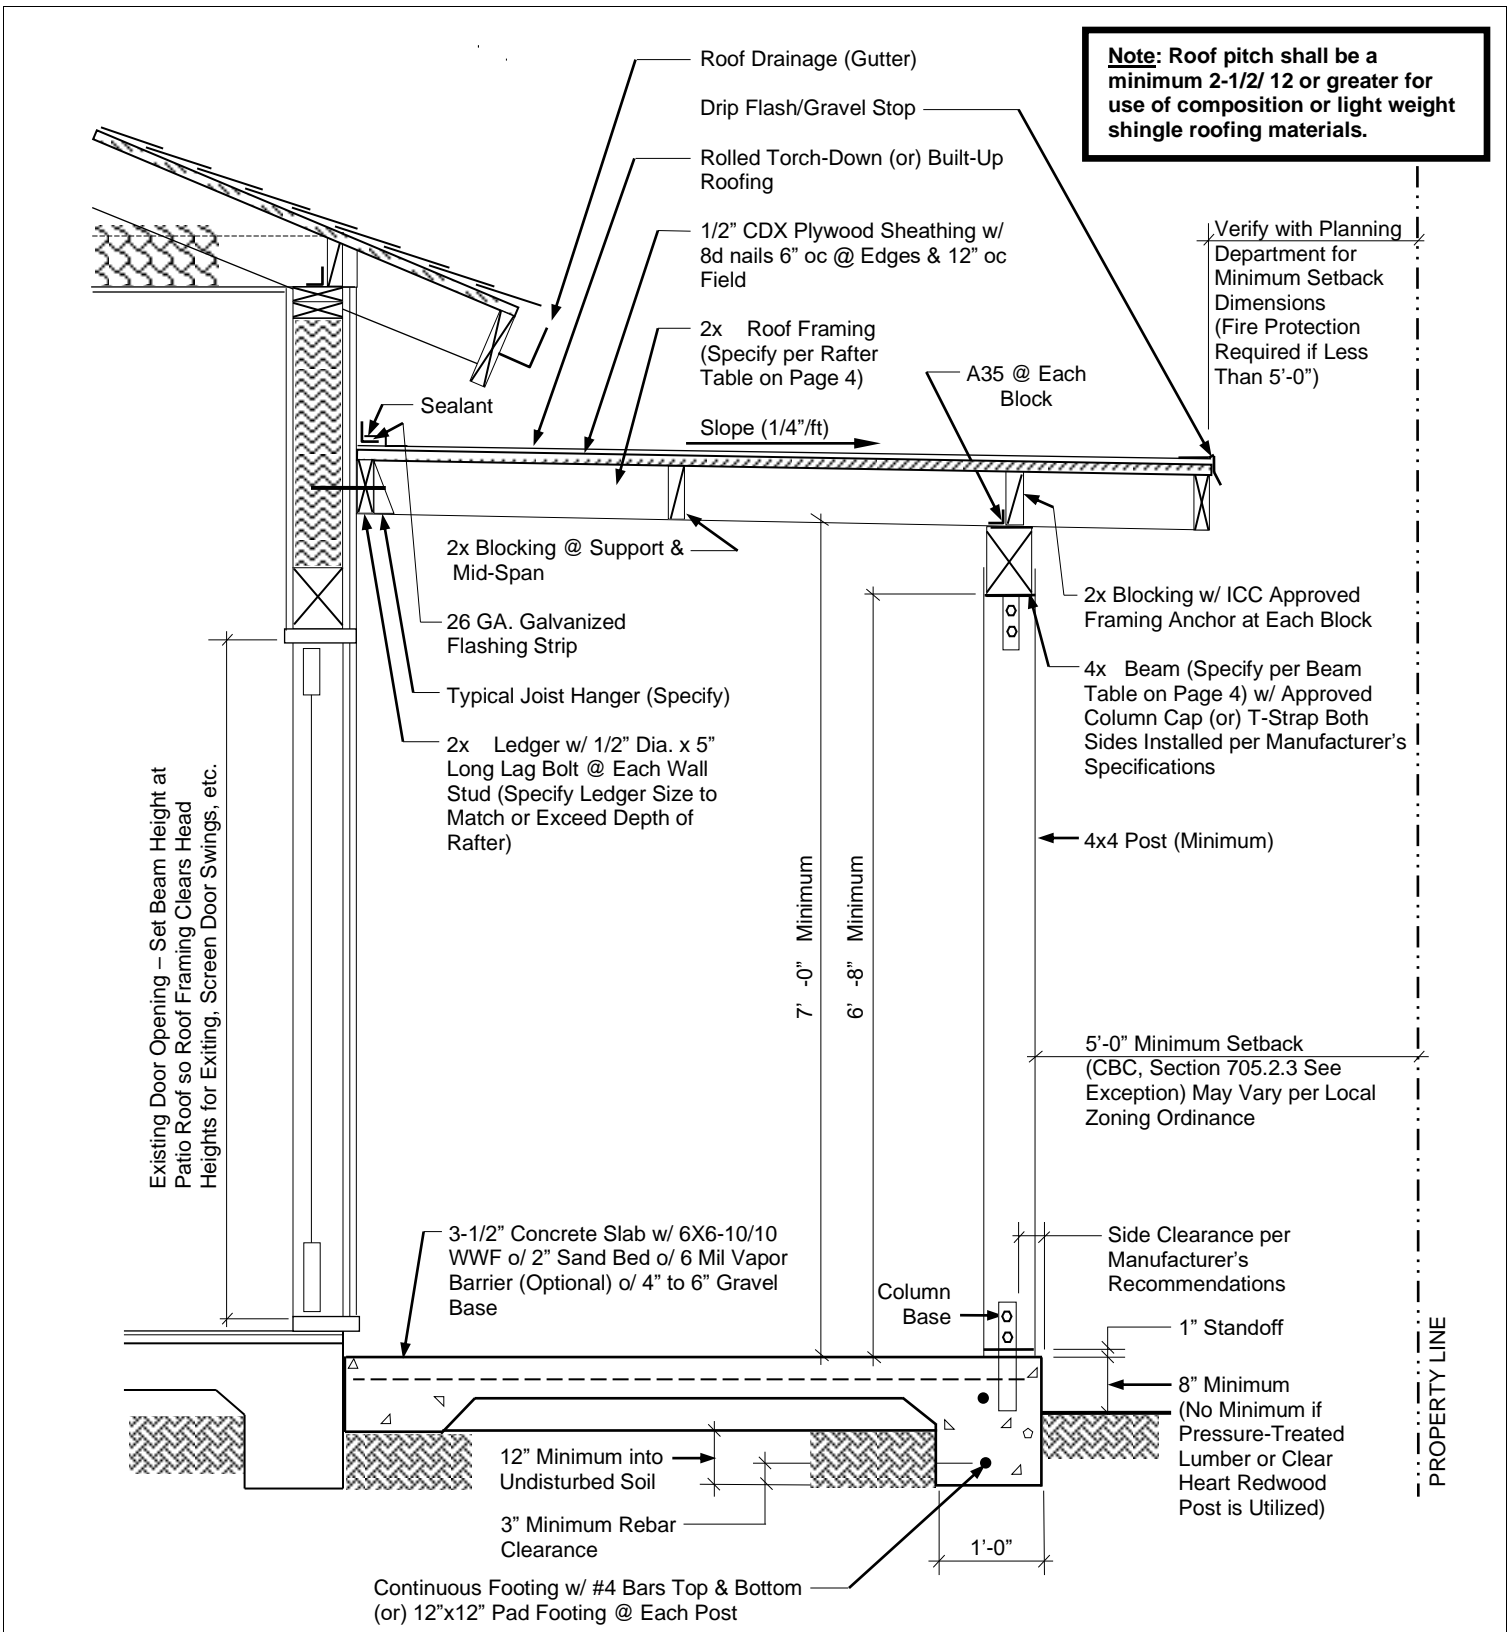 Roof Drainage (Gutter)
Drip Flash/Gravel Stop
Rolled Torch-Down (or) Built-Up
Roofing
1/2” CDX Plywood Sheathing w/
8d nails 6” oc @ Edges & 12” oc
Field
2x Roof Framing
(Specify per Rafter
Table on Page 4)
Note: Roof pitch shall be a
minimum 2-1/2/ 12 or greater for
use of composition or light weight
shingle roofing materials.
Verify with Planning
Department for
Minimum Setback
Dimensions
(Fire Protection
Required if Less
Than 5’-0”)
A35 @ Each
Block
Sealant
Slope (1/4”/ft)
2x Blocking @ Support &
Mid-Span
26 GA. Galvanized
Flashing Strip
Typical Joist Hanger (Specify)
2x Ledger w/ 1/2” Dia. x 5”
Long Lag Bolt @ Each Wall
Stud (Specify Ledger Size to
Match or Exceed Depth of
Rafter)
2x Blocking w/ ICC Approved
Framing Anchor at Each Block
4x Beam (Specify per Beam
Table on Page 4) w/ Approved
Column Cap (or) T-Strap Both
Sides Installed per Manufacturer’s
Specifications
4x4 Post (Minimum)
Existing Door Opening – Set Beam Height at
Patio Roof so Roof Framing Clears Head
Heights for Exiting, Screen Door Swings, etc.
7’ -0” Minimum
6’ -8” Minimum
5’-0” Minimum Setback
(CBC, Section 705.2.3 See
Exception) May Vary per Local
Zoning Ordinance
3-1/2” Concrete Slab w/ 6X6-10/10
WWF o/ 2” Sand Bed o/ 6 Mil Vapor
Barrier (Optional) o/ 4” to 6” Gravel
Base
Column
Base
Side Clearance per
Manufacturer’s
Recommendations
1” Standoff
8” Minimum
(No Minimum if
Pressure-Treated
Lumber or Clear
Heart Redwood
Post is Utilized)
PROPERTY LINE
12” Minimum into
Undisturbed Soil
3” Minimum Rebar
Clearance
1’-0”
Continuous Footing w/ #4 Bars Top & Bottom
(or) 12”x12” Pad Footing @ Each Post